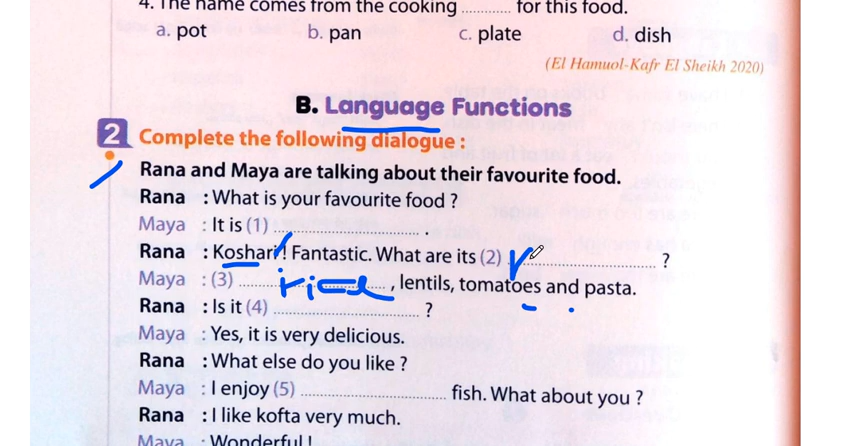 4. The name comes from the cooking ............ for this food.
a. pot b. pan c. plate d. dish
(El Hamuol-Kafr El Sheikh 2020)
B. Language Functions
2 Complete the following dialogue :
Rana and Maya are talking about their favourite food.
Rana : What is your favourite food ?
Maya : It is (1) ........................................ .
Rana : Koshari! Fantastic. What are its (2) ........................................ ?
Maya : (3) rice , lentils, tomatoes and pasta.
Rana : Is it (4) ........................................ ?
Maya : Yes, it is very delicious.
Rana : What else do you like ?
Maya : I enjoy (5) ........................................ fish. What about you ?
Rana : I like kofta very much.
Maya : Wonderful !